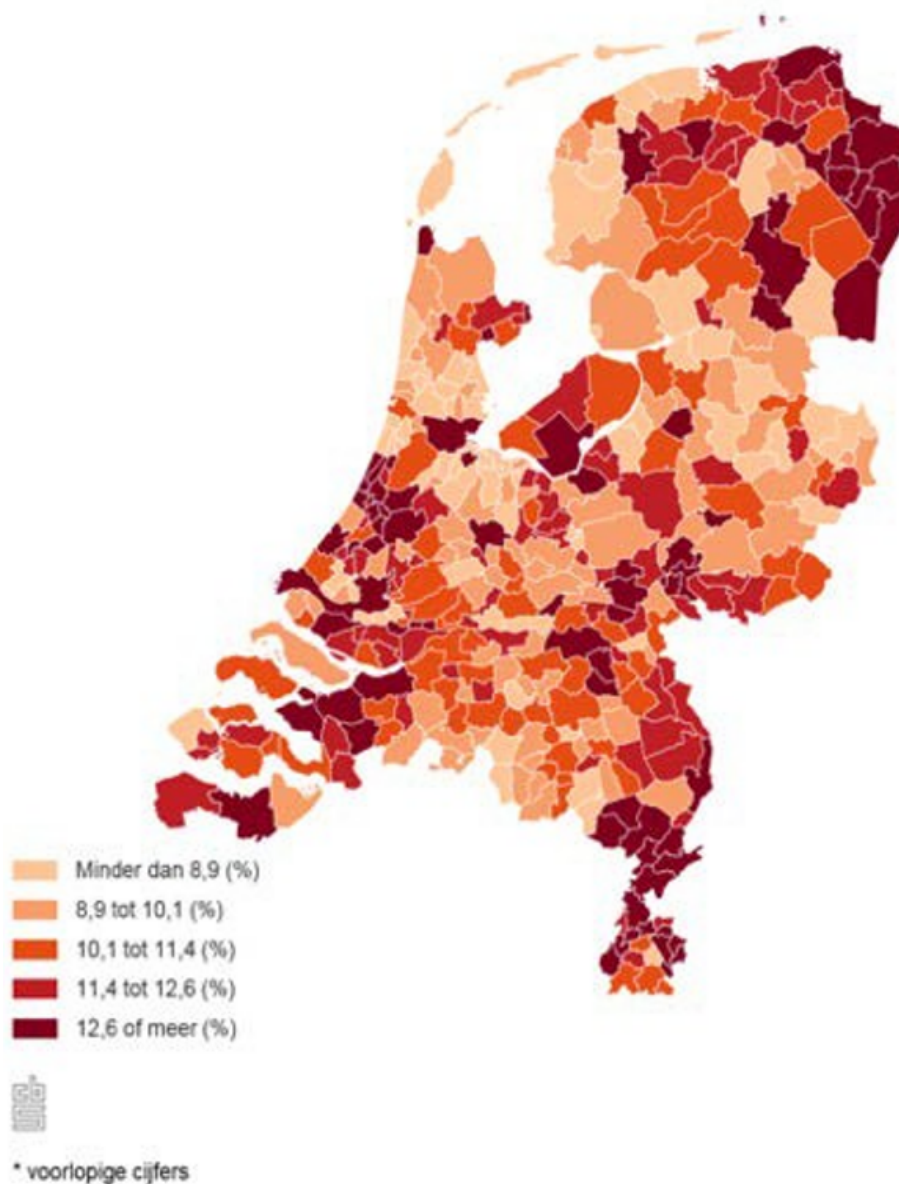 Minder dan 8,9 (%)
8,9 tot 10,1 (%)
10,1 tot 11,4 (%)
11,4 tot 12,6 (%)
12,6 of meer (%)
* voorlopige cijfers